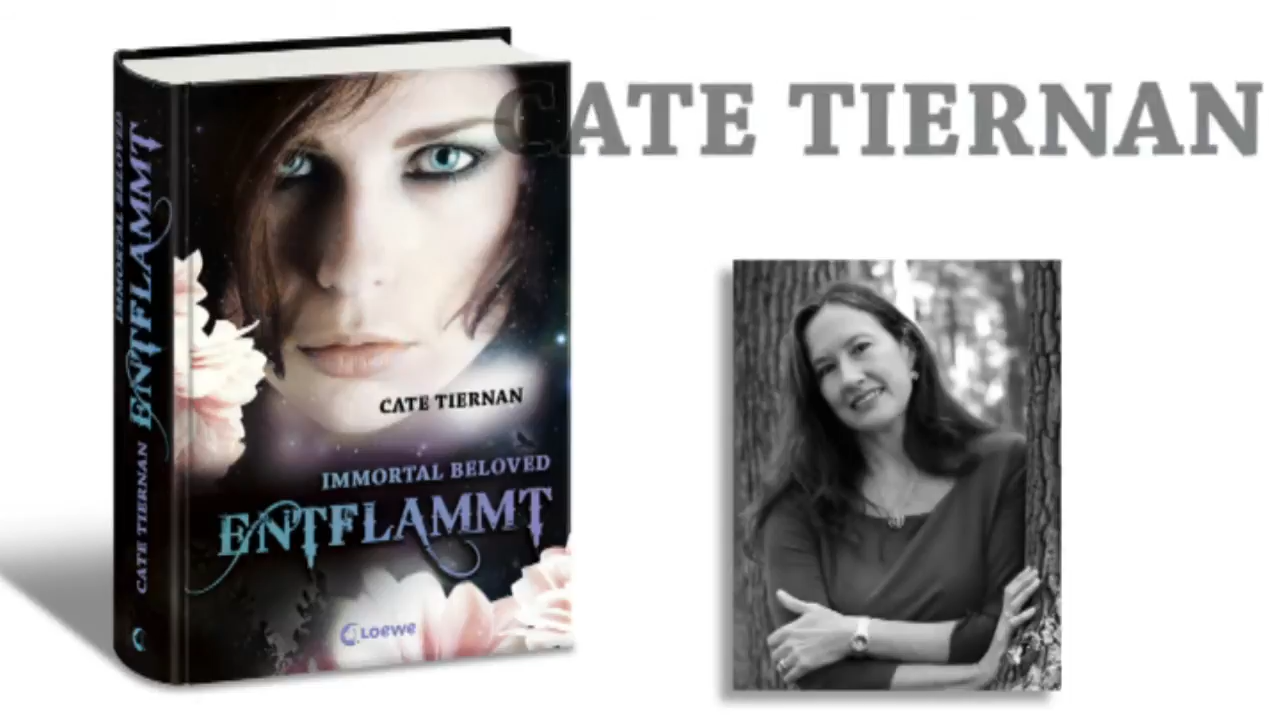 CATE TIERNAN
CATE TIERNAN
IMMORTAL BELOVED
ENTFLAMMT
Loewe
IMMORTAL BELOVED
CATE TIERNAN ENTFLAMMT